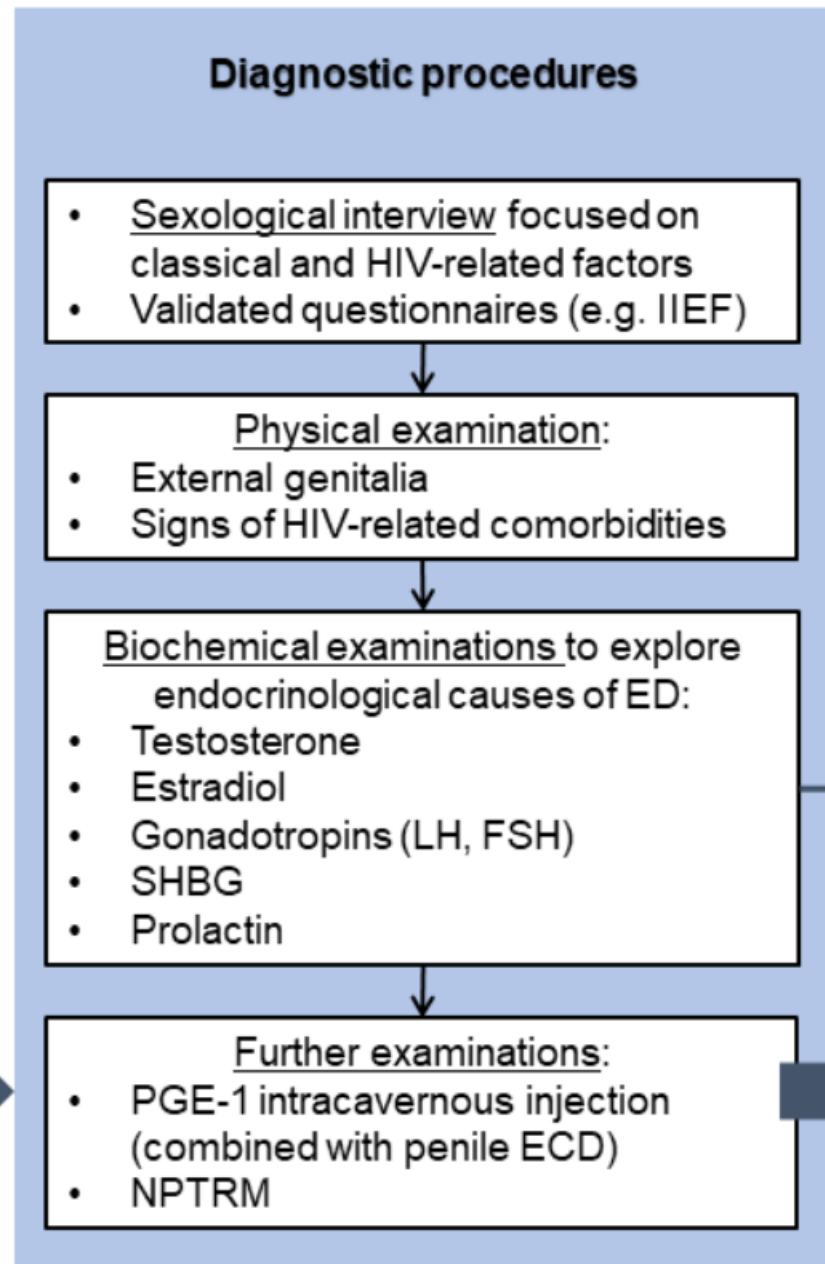 Diagnostic procedures
• Sexological interview focused on
classical and HIV-related factors
• Validated questionnaires (e.g. IIEF)
Physical examination:
• External genitalia
• Signs of HIV-related comorbidities
Biochemical examinations to explore
endocrinological causes of ED:
• Testosterone
• Estradiol
• Gonadotropins (LH, FSH)
• SHBG
• Prolactin
Further examinations:
• PGE-1 intracavernous injection
(combined with penile ECD)
• NPTRM